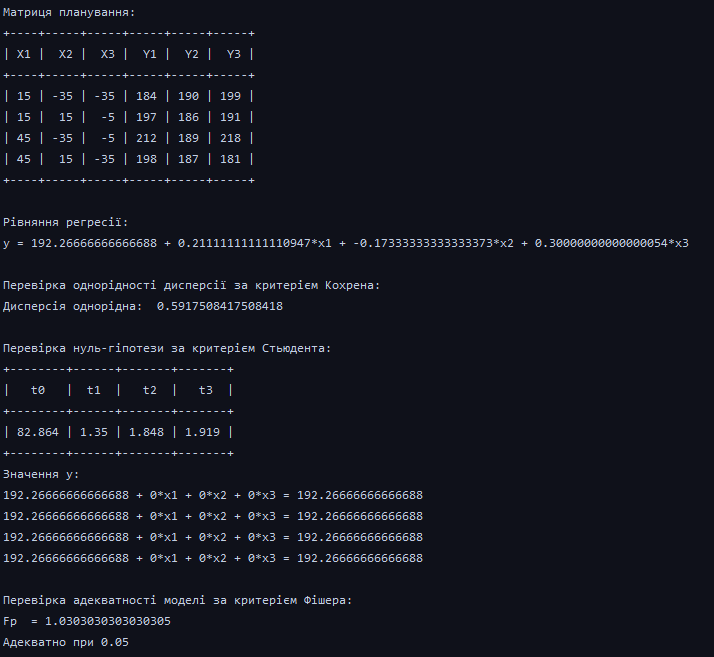 Матриця планування:
+----+-----+-----+-----+-----+-----+
| X1 |  X2 |  X3 |  Y1 |  Y2 |  Y3 |
+----+-----+-----+-----+-----+-----+
| 15 | -35 | -35 | 184 | 190 | 199 |
| 15 |  15 |  -5 | 197 | 186 | 191 |
| 45 | -35 |  -5 | 212 | 189 | 218 |
| 45 |  15 | -35 | 198 | 187 | 181 |
+----+-----+-----+-----+-----+-----+
Рівняння регресії:
y = 192.26666666666688 + 0.21111111111110947*x1 + -0.17333333333333373*x2 + 0.30000000000000054*x3
Перевірка однорідності дисперсії за критерієм Кохрена:
Дисперсія однорідна:  0.5917508417508418
Перевірка нуль-гіпотези за критерієм Стьюдента:
+--------+------+-------+-------+
|   t0   |  t1  |   t2  |   t3  |
+--------+------+-------+-------+
| 82.864 | 1.35 | 1.848 | 1.919 |
+--------+------+-------+-------+
Значення y:
192.26666666666688 + 0*x1 + 0*x2 + 0*x3 = 192.26666666666688
192.26666666666688 + 0*x1 + 0*x2 + 0*x3 = 192.26666666666688
192.26666666666688 + 0*x1 + 0*x2 + 0*x3 = 192.26666666666688
192.26666666666688 + 0*x1 + 0*x2 + 0*x3 = 192.26666666666688
Перевірка адекватності моделі за критерієм Фішера:
Fp  = 1.0303030303030305
Адекватно при 0.05